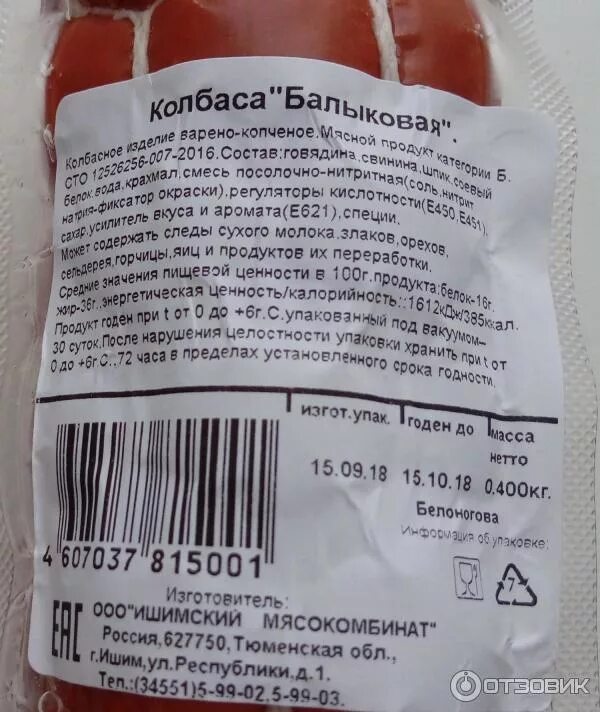 Колбаса"Балыковая".
Колбасное изделие варено-копченое.Мясной продукт категории Б.
СТО 12526256-007-2016.Состав:говядина,свинина,шпик,соевый
белок,вода,крахмал,смесь посолочно-нитритная(соль,нитрит
натрия-фиксатор окраски),регуляторы кислотности(Е450,Е451),
сахар,усилитель вкуса и аромата(Е621),специи.
Может содержать следы сухого молока,злаков,орехов,
сельдерея,горчицы,яиц и продуктов их переработки.
Средние значения пищевой ценности в 100г.продукта:белок-16г.
жир-36г.,энергетическая ценность/калорийность::1612кДж/385ккал.
Продукт годен при t от 0 до +6г.С.упакованный под вакуумом–
30 суток.После нарушения целостности упаковки хранить при t от
0 до +6г.С.,72 часа в пределах установленного срока годности.
изгот.упак. годен до масса
нетто
15.09.18 15.10.18 0.400кг.
Белоногова
Информация об упаковке:
4 607037 815001
7
Изготовитель:
ЕАС ООО"ИШИМСКИЙ МЯСОКОМБИНАТ"
Россия,627750,Тюменская обл.,
г.Ишим,ул.Республики,д.1.
Тел.:(34551)5-99-02,5-99-03.
ОТЗОВИК